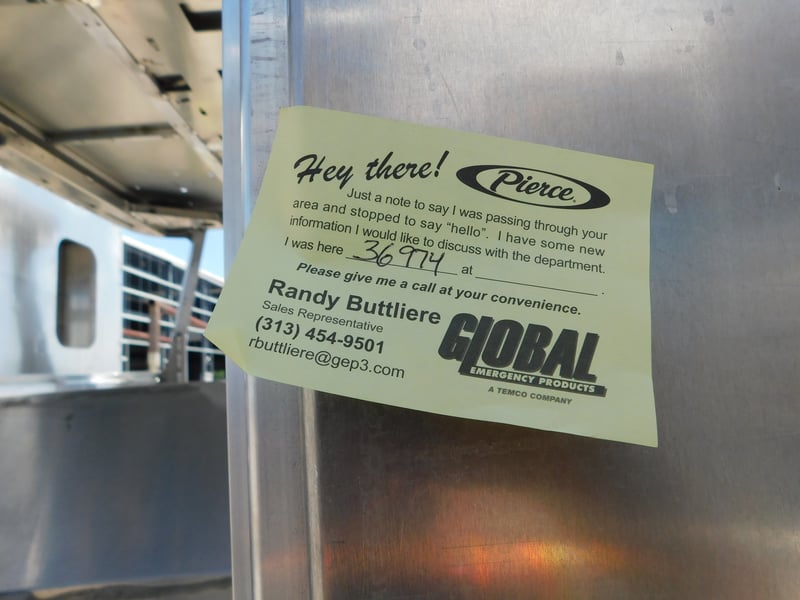 Hey there!
Pierce
Just a note to say I was passing through your
area and stopped to say "hello". I have some new
information I would like to discuss with the department.
I was here 36974 at .
Please give me a call at your convenience.
Randy Buttliere
Sales Representative
(313) 454-9501
rbuttliere@gep3.com
GLOBAL
EMERGENCY PRODUCTS
A TEMCO COMPANY